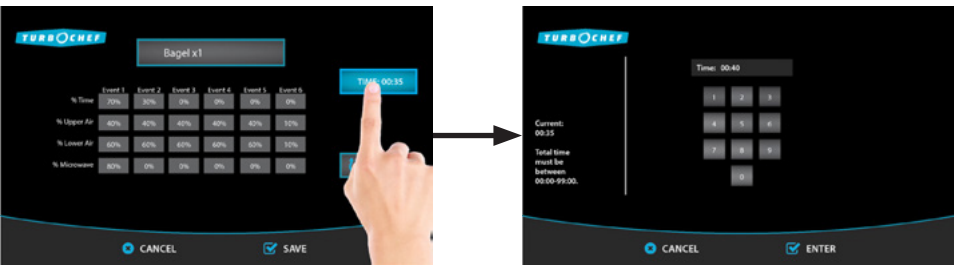 TURBOCHEF
Bagel x1
TIME: 00:35
Event 1 Event 2 Event 3 Event 4 Event 5 Event 6
% Time 70% 30% 0% 0% 0% 0%
% Upper Air 40% 40% 40% 40% 40% 50%
% Lower Air 60% 60% 60% 60% 60% 50%
% Microwave 80% 0% 0% 0% 0% 0%
CANCEL SAVE
TURBOCHEF
Time: 00:40
1 2 3
4 5 6
7 8 9
0
Current:
00:35
Total time
must be
between
00:00-99:00.
CANCEL ENTER